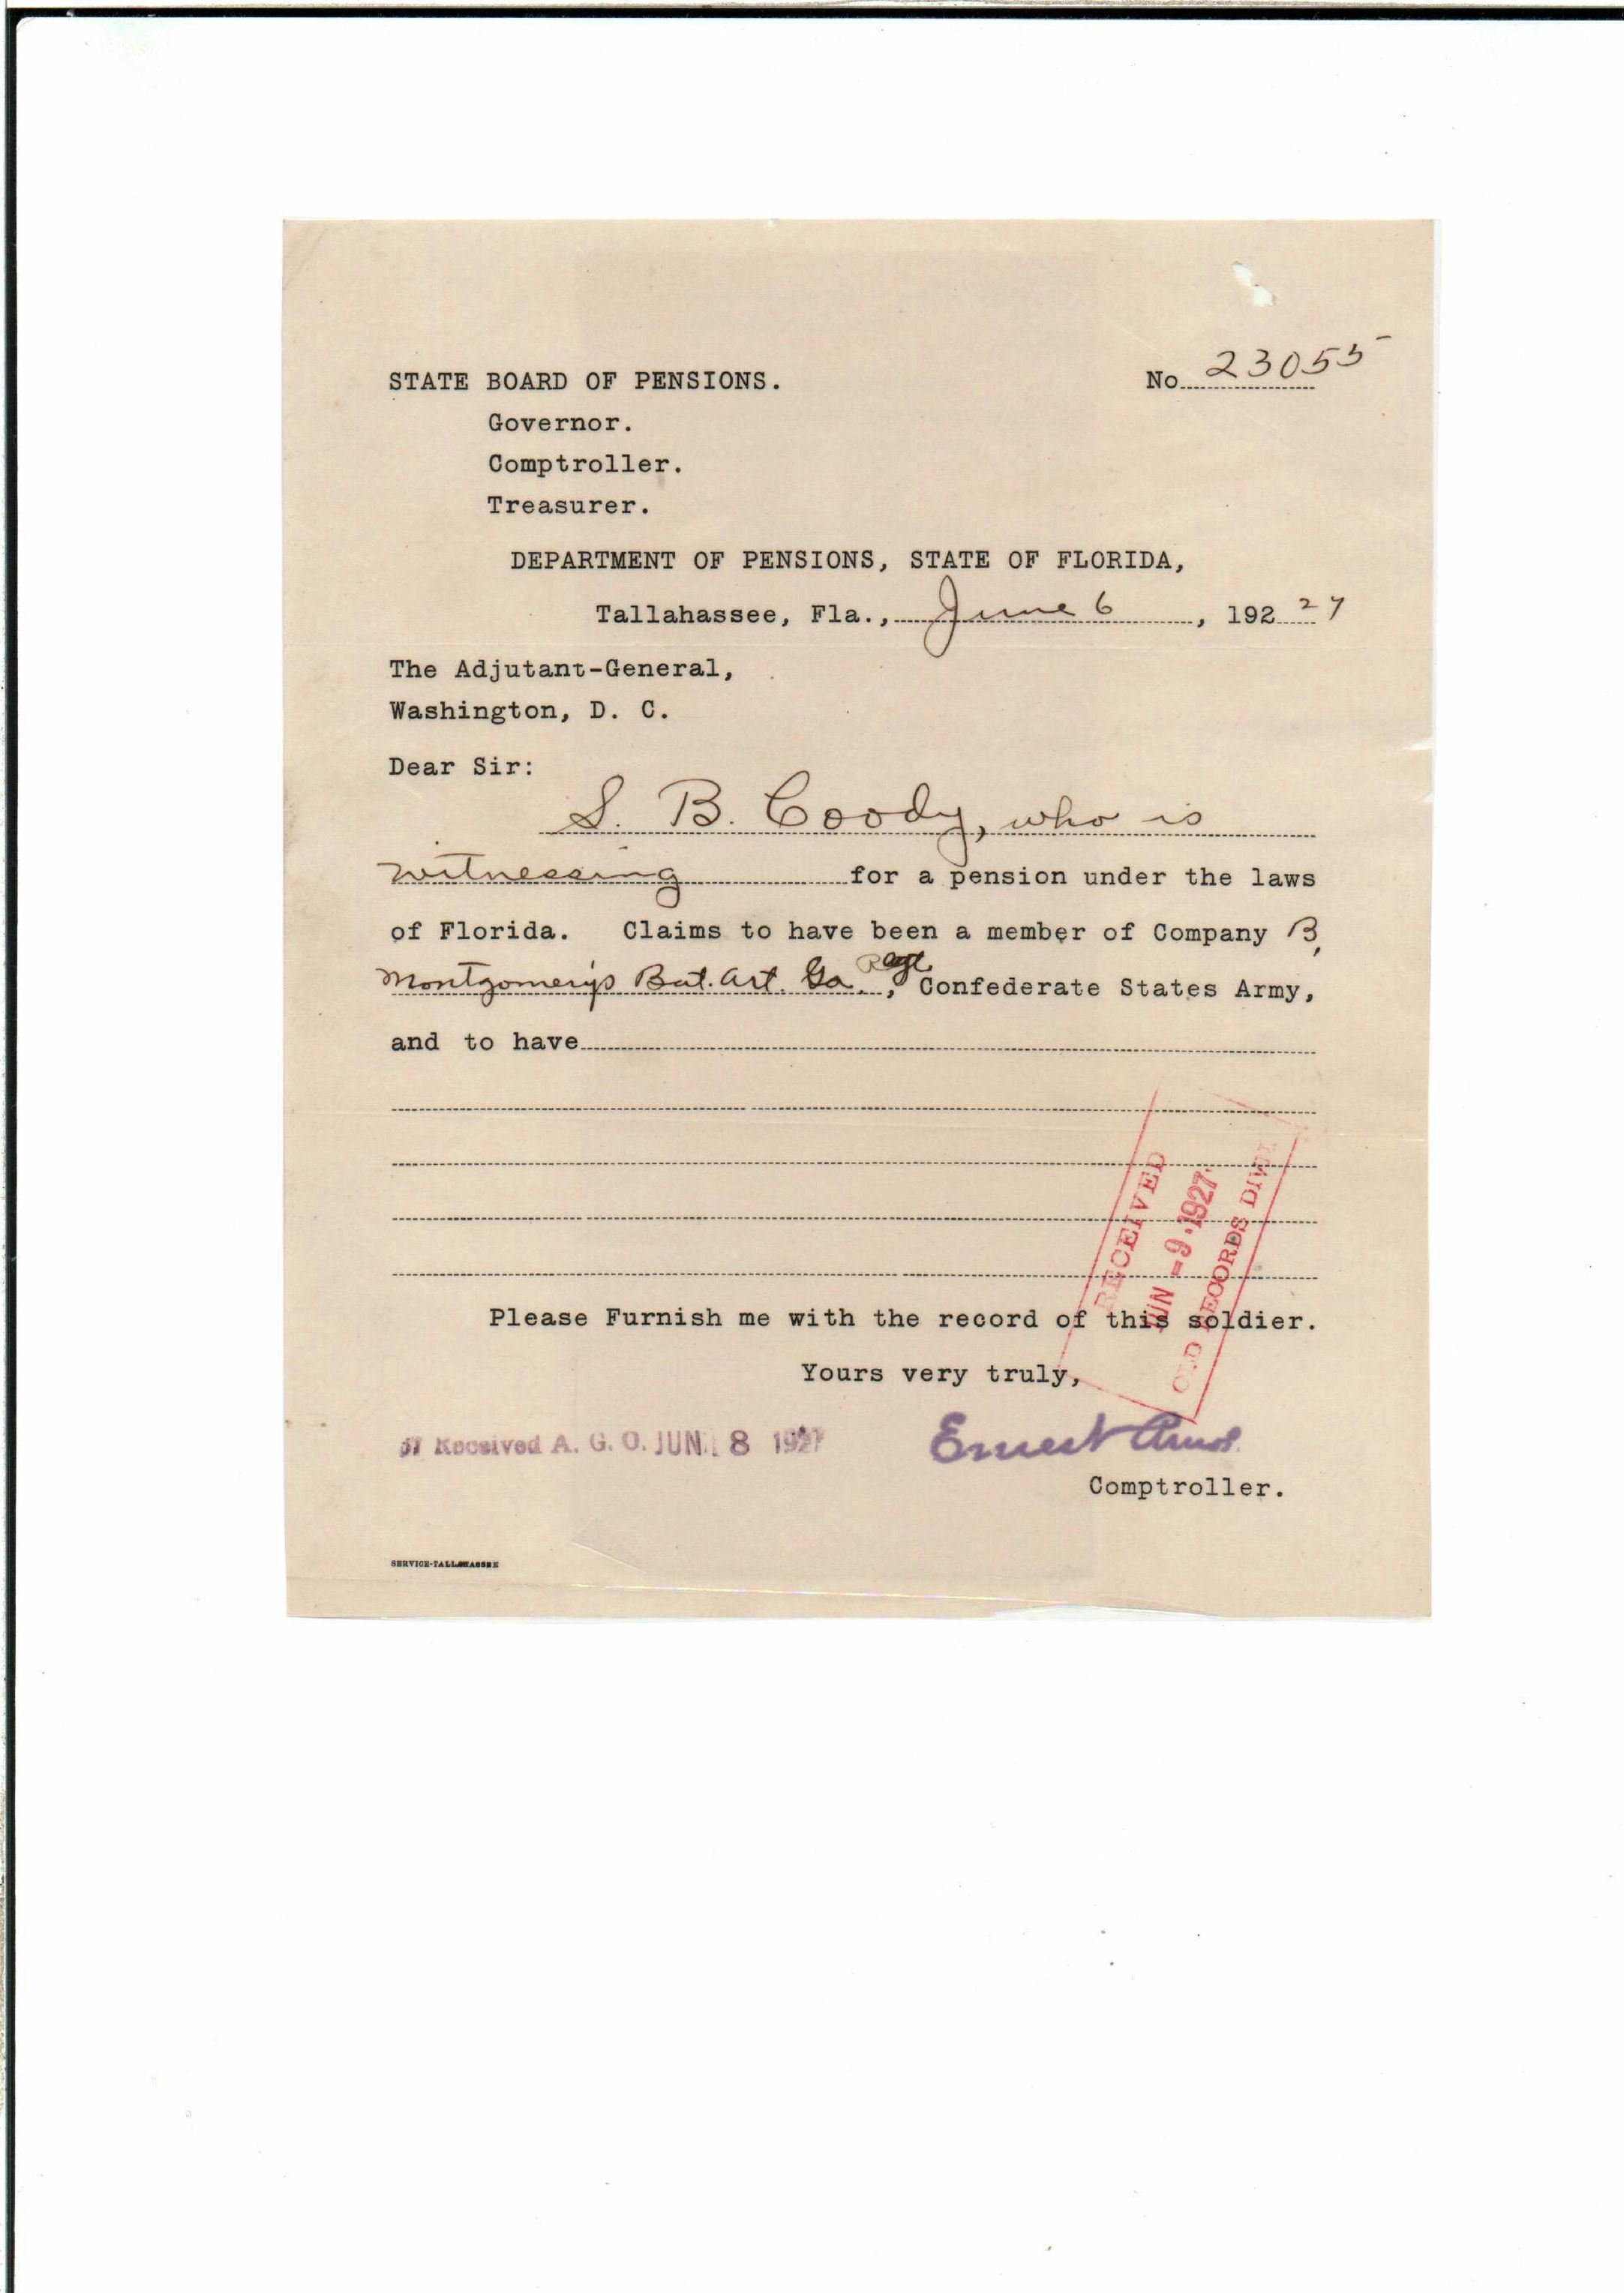 STATE BOARD OF PENSIONS.
No. 23055
Governor.
Comptroller.
Treasurer.
DEPARTMENT OF PENSIONS, STATE OF FLORIDA,
Tallahassee, Fla., June 6, 192 27
The Adjutant-General,
Washington, D. C.
Dear Sir:
S. B. Coody, who is
witnessing for a pension under the laws
of Florida. Claims to have been a member of Company B,
Montgomery's Bat. Art. Ga. Regt, Confederate States Army,
and to have
RECEIVED
JUN - 9 1927
OLD RECORDS DIV.
Please Furnish me with the record of this soldier.
Yours very truly,
Received A. G. O. JUN 8 1927
Ernest Amos.
Comptroller.
SERVICE-TALLAHASSEE